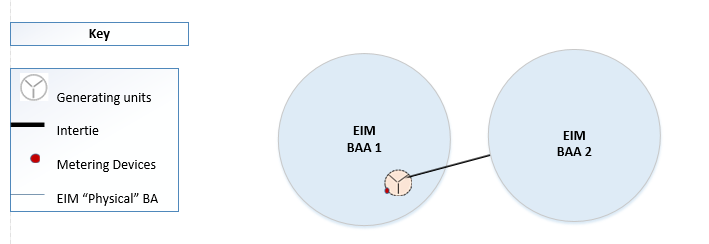 Key
Generating units
Intertie
Metering Devices
EIM “Physical” BA
EIM
BAA 1
EIM
BAA 2